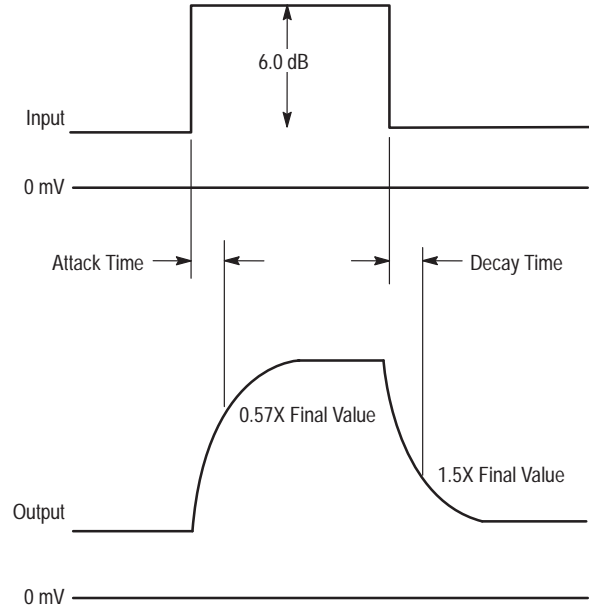 6.0 dB
Input
0 mV
Attack Time
Decay Time
0.57X Final Value
1.5X Final Value
Output
0 mV